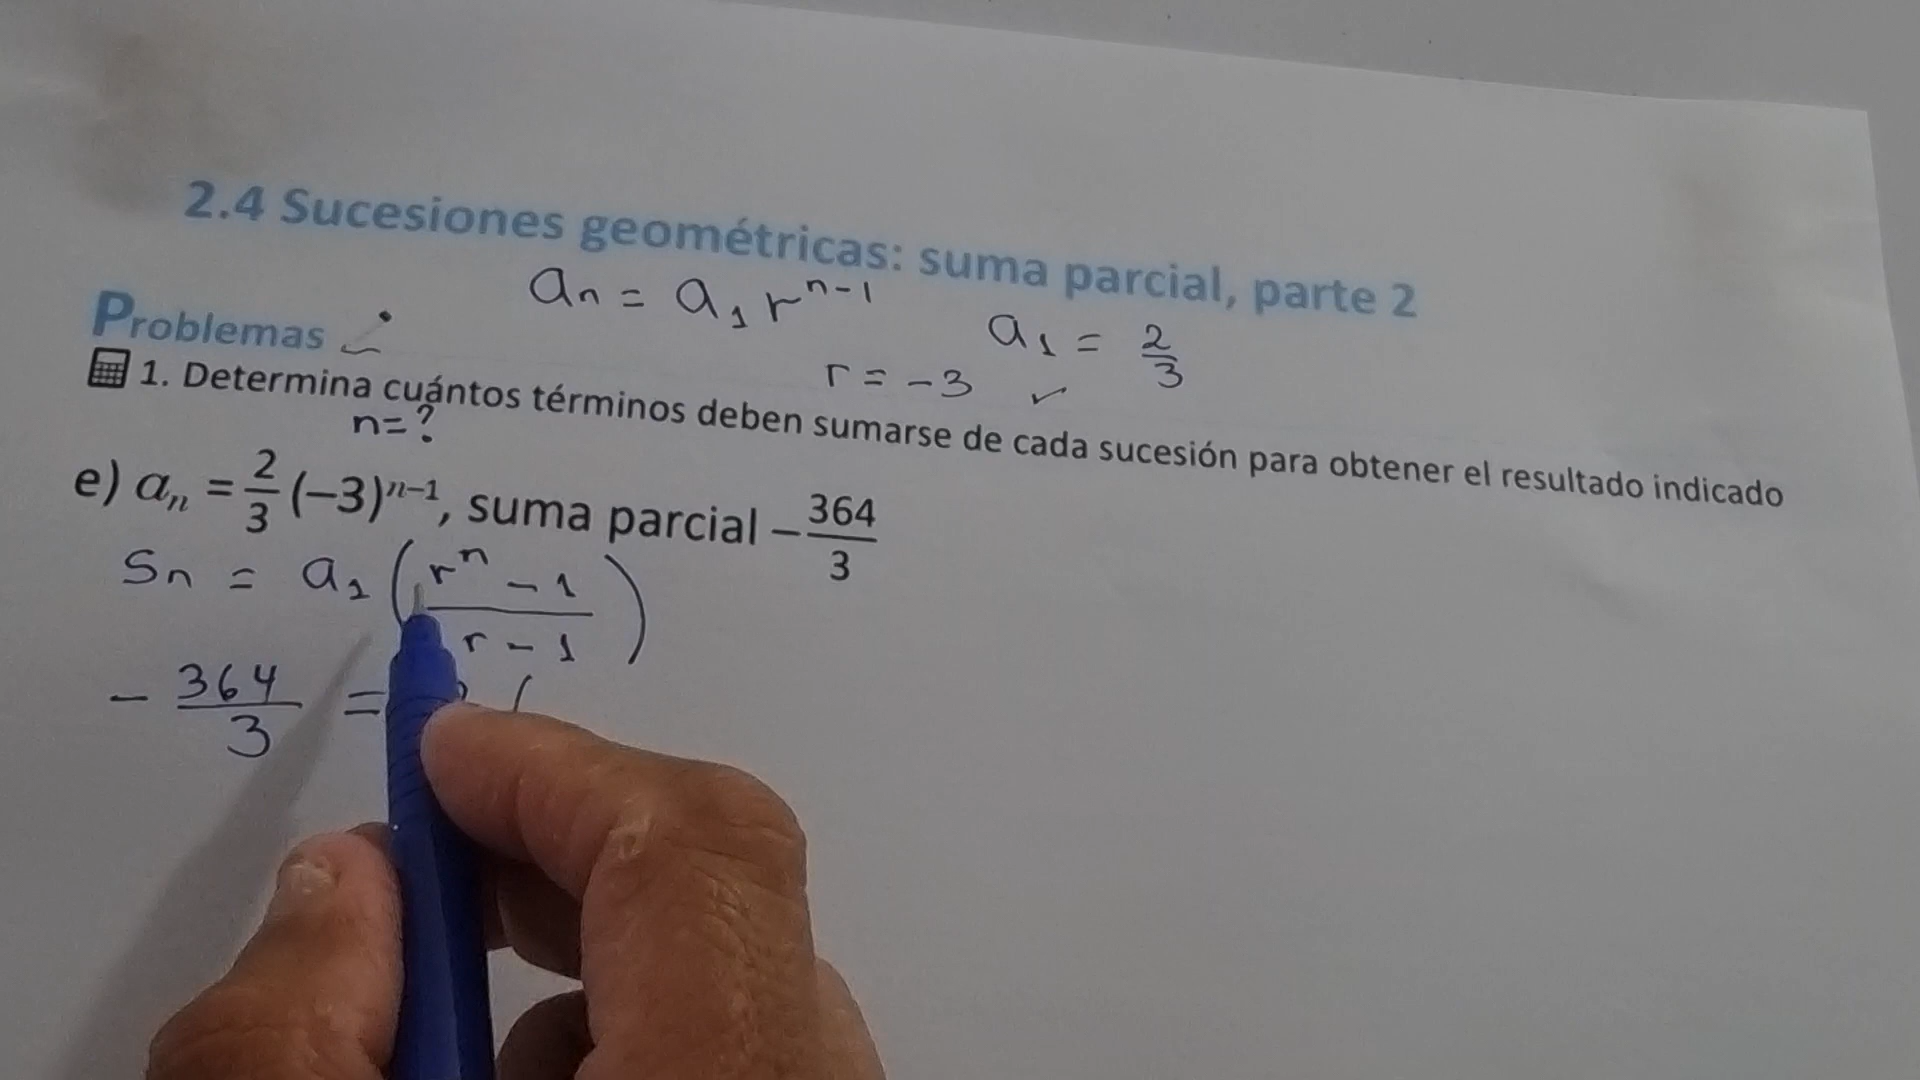 2.4 Sucesiones geométricas: suma parcial, parte 2
aₙ = a₁ rⁿ⁻¹
a₁ = 2/3
Problemas
r = -3 ✓
1. Determina cuántos términos deben sumarse de cada sucesión para obtener el resultado indicado
n=?
e) aₙ = 2/3 (–3)ⁿ⁻¹, suma parcial – 364/3
Sₙ = a₁ ( rⁿ - 1 / r - 1 )
- 364/3 = (